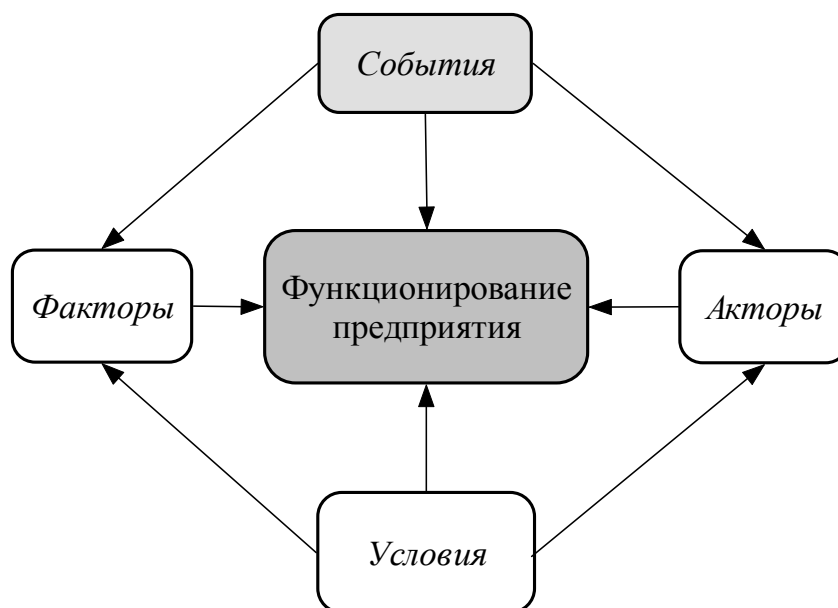 События
Факторы
Функционирование
предприятия
Акторы
Условия